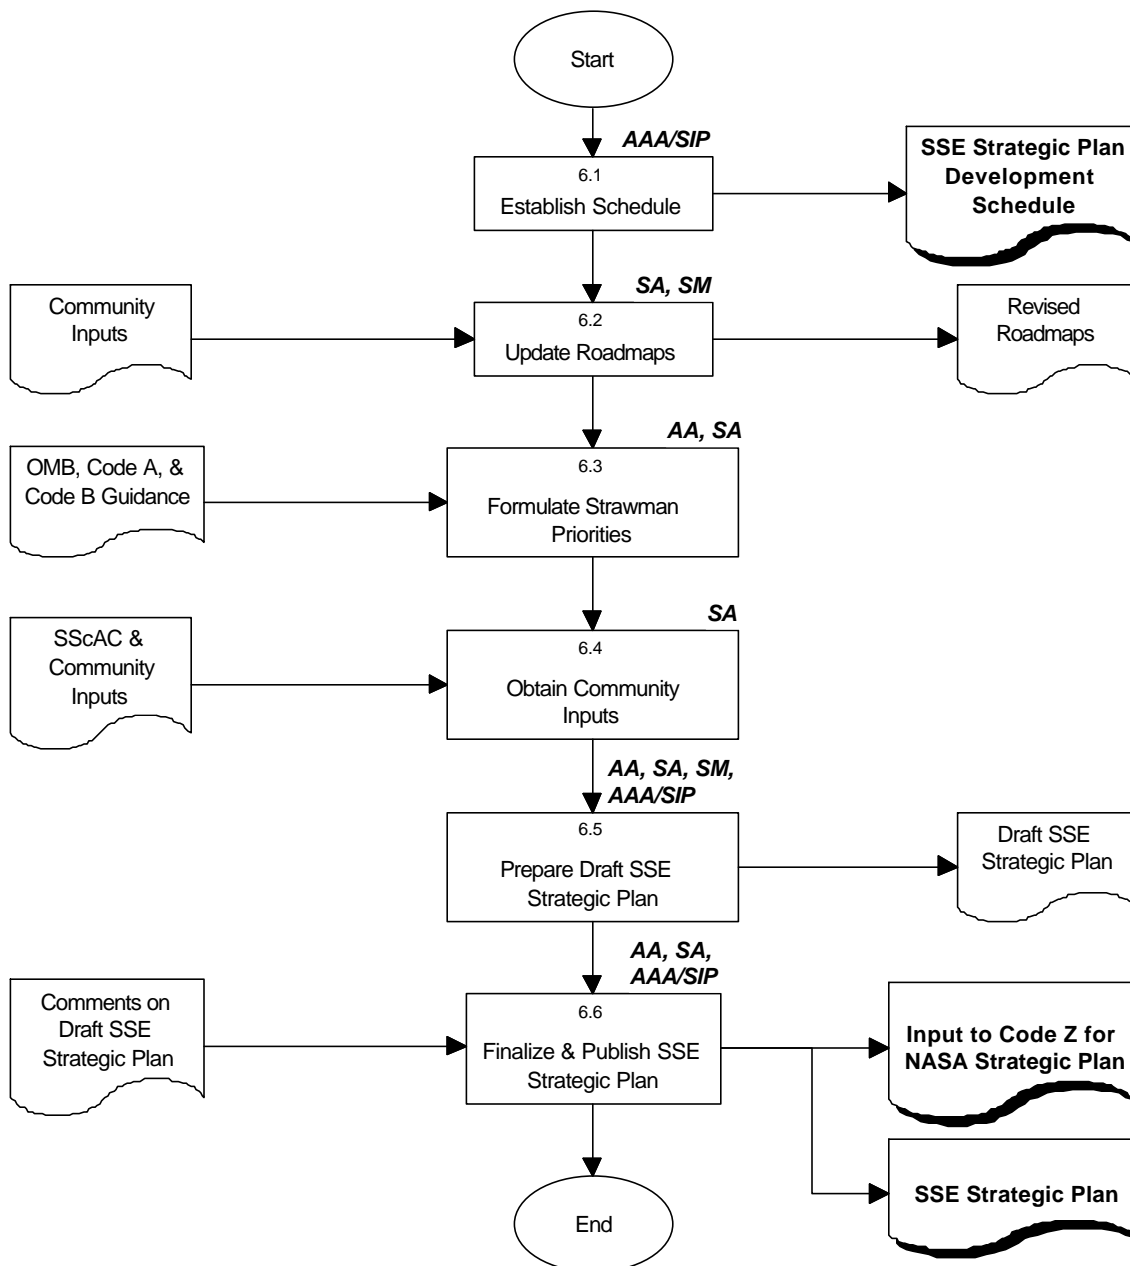 Start
AAA/SIP
6.1
Establish Schedule
SSE Strategic Plan
Development
Schedule
SA, SM
Community
Inputs
6.2
Update Roadmaps
Revised
Roadmaps
AA, SA
OMB, Code A, &
Code B Guidance
6.3
Formulate Strawman
Priorities
SA
SScAC &
Community
Inputs
6.4
Obtain Community
Inputs
AA, SA, SM,
AAA/SIP
6.5
Prepare Draft SSE
Strategic Plan
Draft SSE
Strategic Plan
AA, SA,
AAA/SIP
Comments on
Draft SSE
Strategic Plan
6.6
Finalize & Publish SSE
Strategic Plan
Input to Code Z for
NASA Strategic Plan
SSE Strategic Plan
End